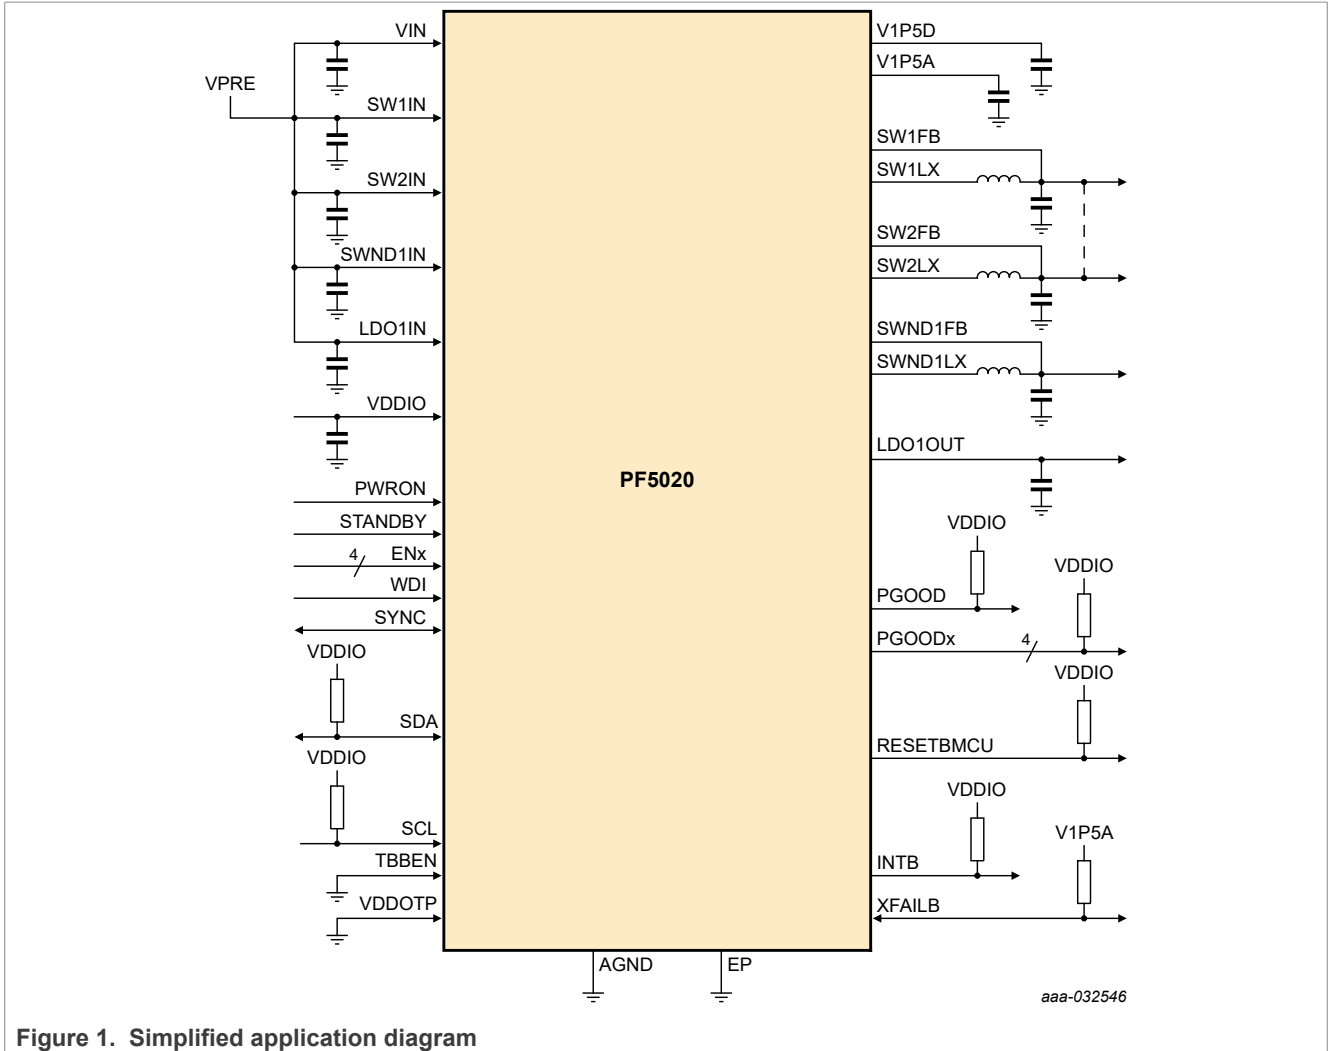 VIN
VPRE
SW1IN
SW2IN
SWND1IN
LDO1IN
VDDIO
PWRON
STANDBY
4
ENx
WDI
SYNC
VDDIO
SDA
VDDIO
SCL
TBBEN
VDDOTP
PF5020
V1P5D
V1P5A
SW1FB
SW1LX
SW2FB
SW2LX
SWND1FB
SWND1LX
LDO1OUT
VDDIO
PGOOD
VDDIO
PGOODx
4
VDDIO
RESETBMCU
VDDIO
INTB
V1P5A
XFAILB
AGND
EP
aaa-032546
Figure 1. Simplified application diagram